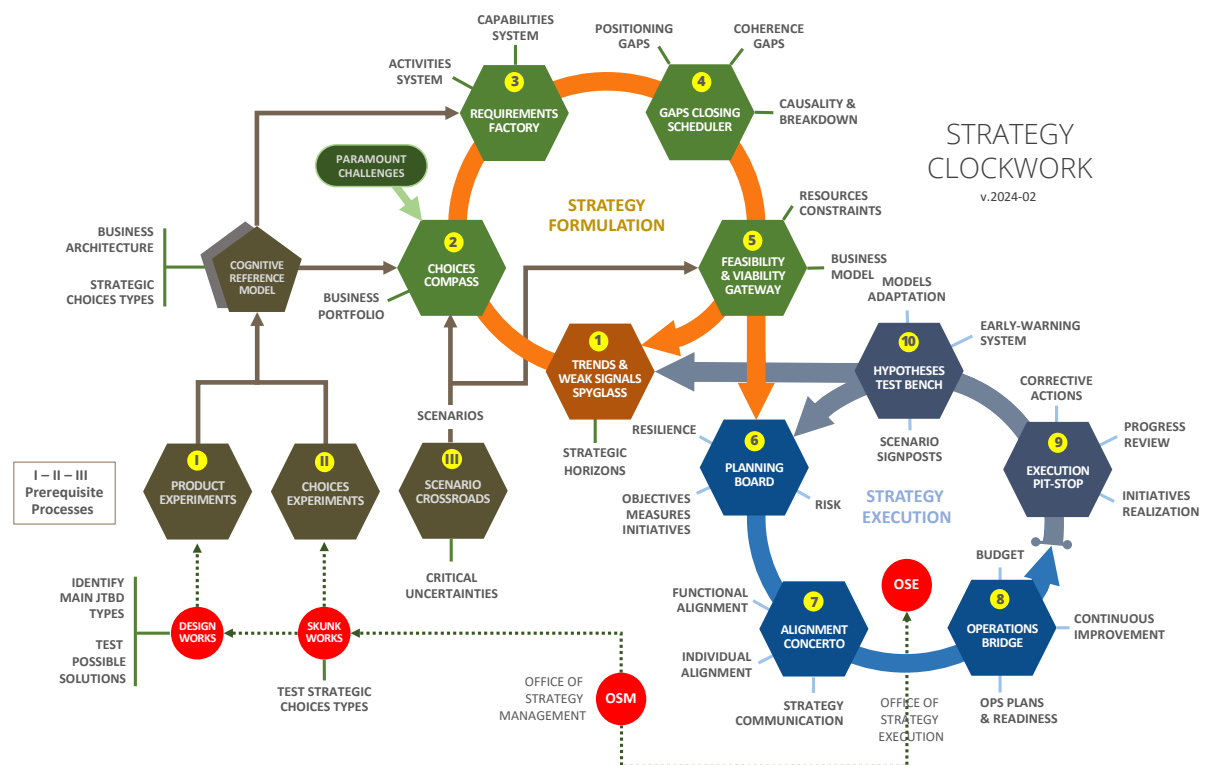 CAPABILITIES
SYSTEM
POSITIONING
GAPS
COHERENCE
GAPS
ACTIVITIES
SYSTEM
3
REQUIREMENTS
FACTORY
4
GAPS CLOSING
SCHEDULER
CAUSALITY &
BREAKDOWN
STRATEGY
CLOCKWORK
v.2024-02
PARAMOUNT
CHALLENGES
STRATEGY
FORMULATION
RESOURCES
CONSTRAINTS
BUSINESS
ARCHITECTURE
STRATEGIC
CHOICES TYPES
COGNITIVE
REFERENCE
MODEL
2
CHOICES
COMPASS
BUSINESS
PORTFOLIO
5
FEASIBILITY
& VIABILITY
GATEWAY
BUSINESS
MODEL
MODELS
ADAPTATION
EARLY-WARNING
SYSTEM
1
TRENDS &
WEAK SIGNALS
SPYGLASS
10
HYPOTHESES
TEST BENCH
CORRECTIVE
ACTIONS
SCENARIOS
STRATEGIC
HORIZONS
RESILIENCE
6
PLANNING
BOARD
SCENARIO
SIGNPOSTS
9
EXECUTION
PIT-STOP
PROGRESS
REVIEW
I – II – III
Prerequisite
Processes
I
PRODUCT
EXPERIMENTS
II
CHOICES
EXPERIMENTS
III
SCENARIO
CROSSROADS
OBJECTIVES
MEASURES
INITIATIVES
RISK
STRATEGY
EXECUTION
INITIATIVES
REALIZATION
CRITICAL
UNCERTAINTIES
BUDGET
IDENTIFY
MAIN JTBD
TYPES
TEST
POSSIBLE
SOLUTIONS
DESIGN
WORKS
SKUNK
WORKS
FUNCTIONAL
ALIGNMENT
INDIVIDUAL
ALIGNMENT
7
ALIGNMENT
CONCERTO
OSE
8
OPERATIONS
BRIDGE
CONTINUOUS
IMPROVEMENT
TEST STRATEGIC
CHOICES TYPES
OFFICE OF
STRATEGY
MANAGEMENT
OSM
STRATEGY
COMMUNICATION
OFFICE OF
STRATEGY
EXECUTION
OPS PLANS
& READINESS